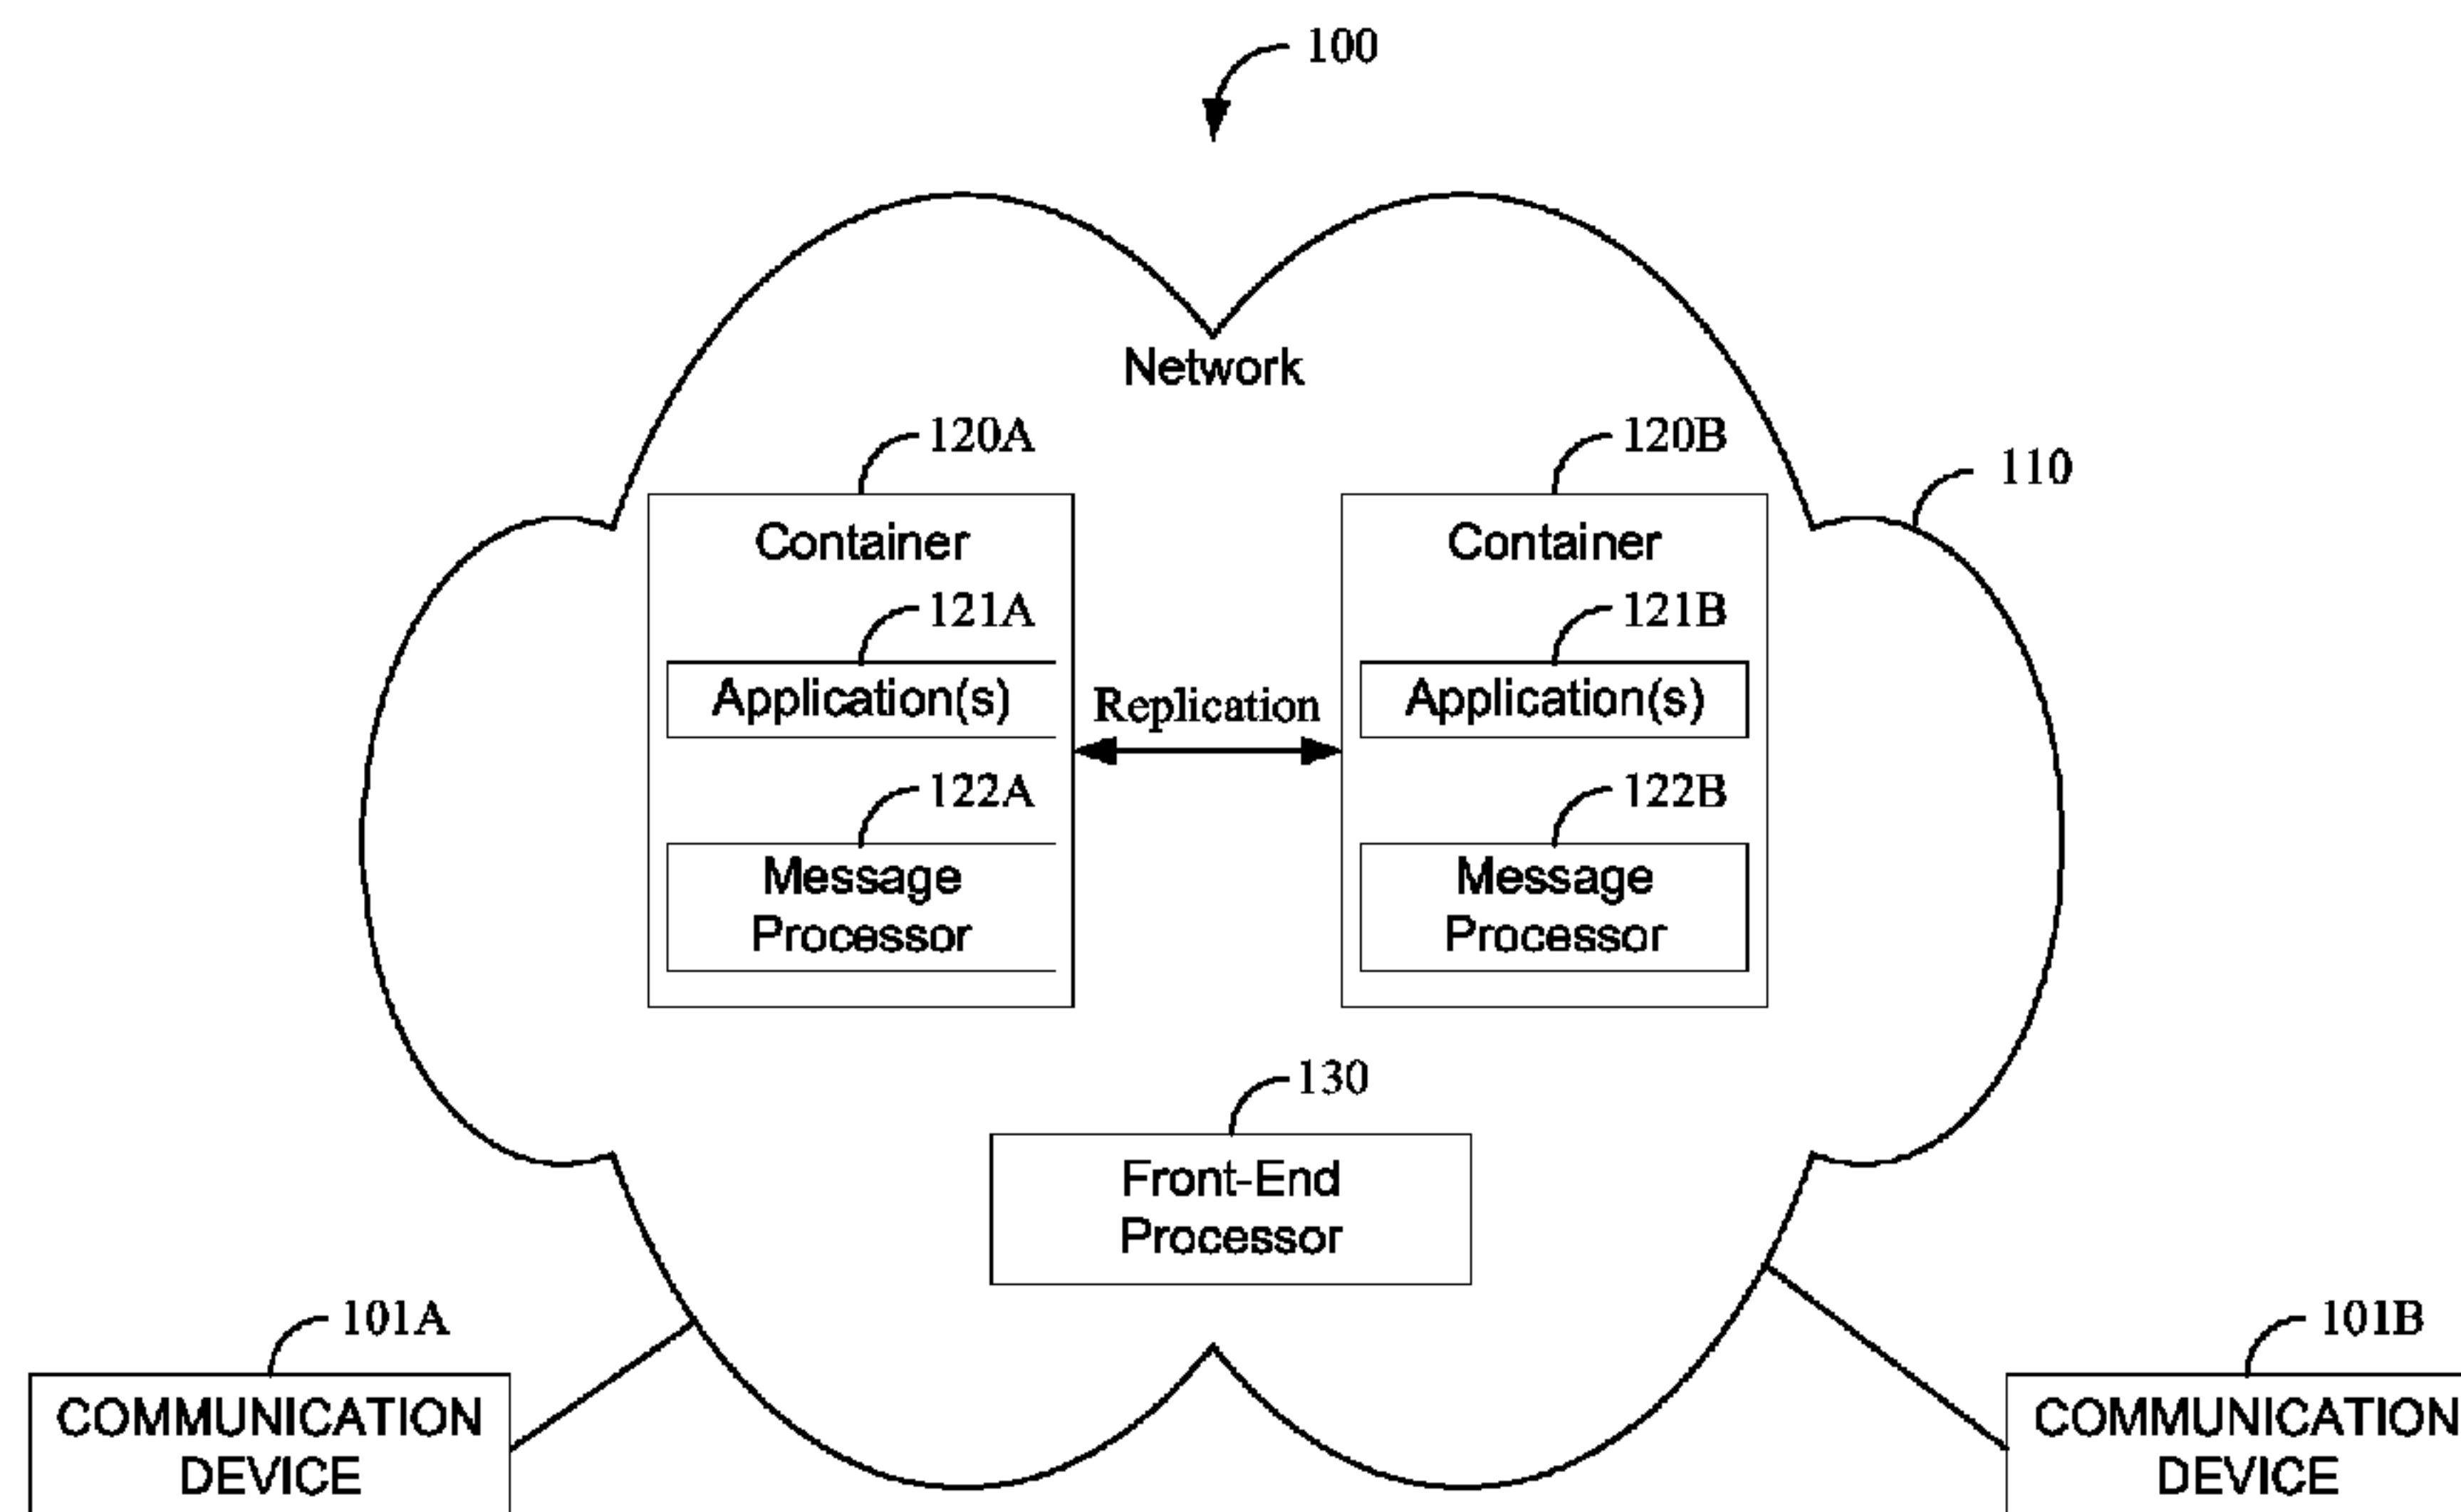 100
Network
120A
120B
110
Container
Container
121A
121B
Application(s)
Replication
Application(s)
122A
122B
Message
Processor
Message
Processor
130
Front-End
Processor
101A
101B
COMMUNICATION
DEVICE
COMMUNICATION
DEVICE